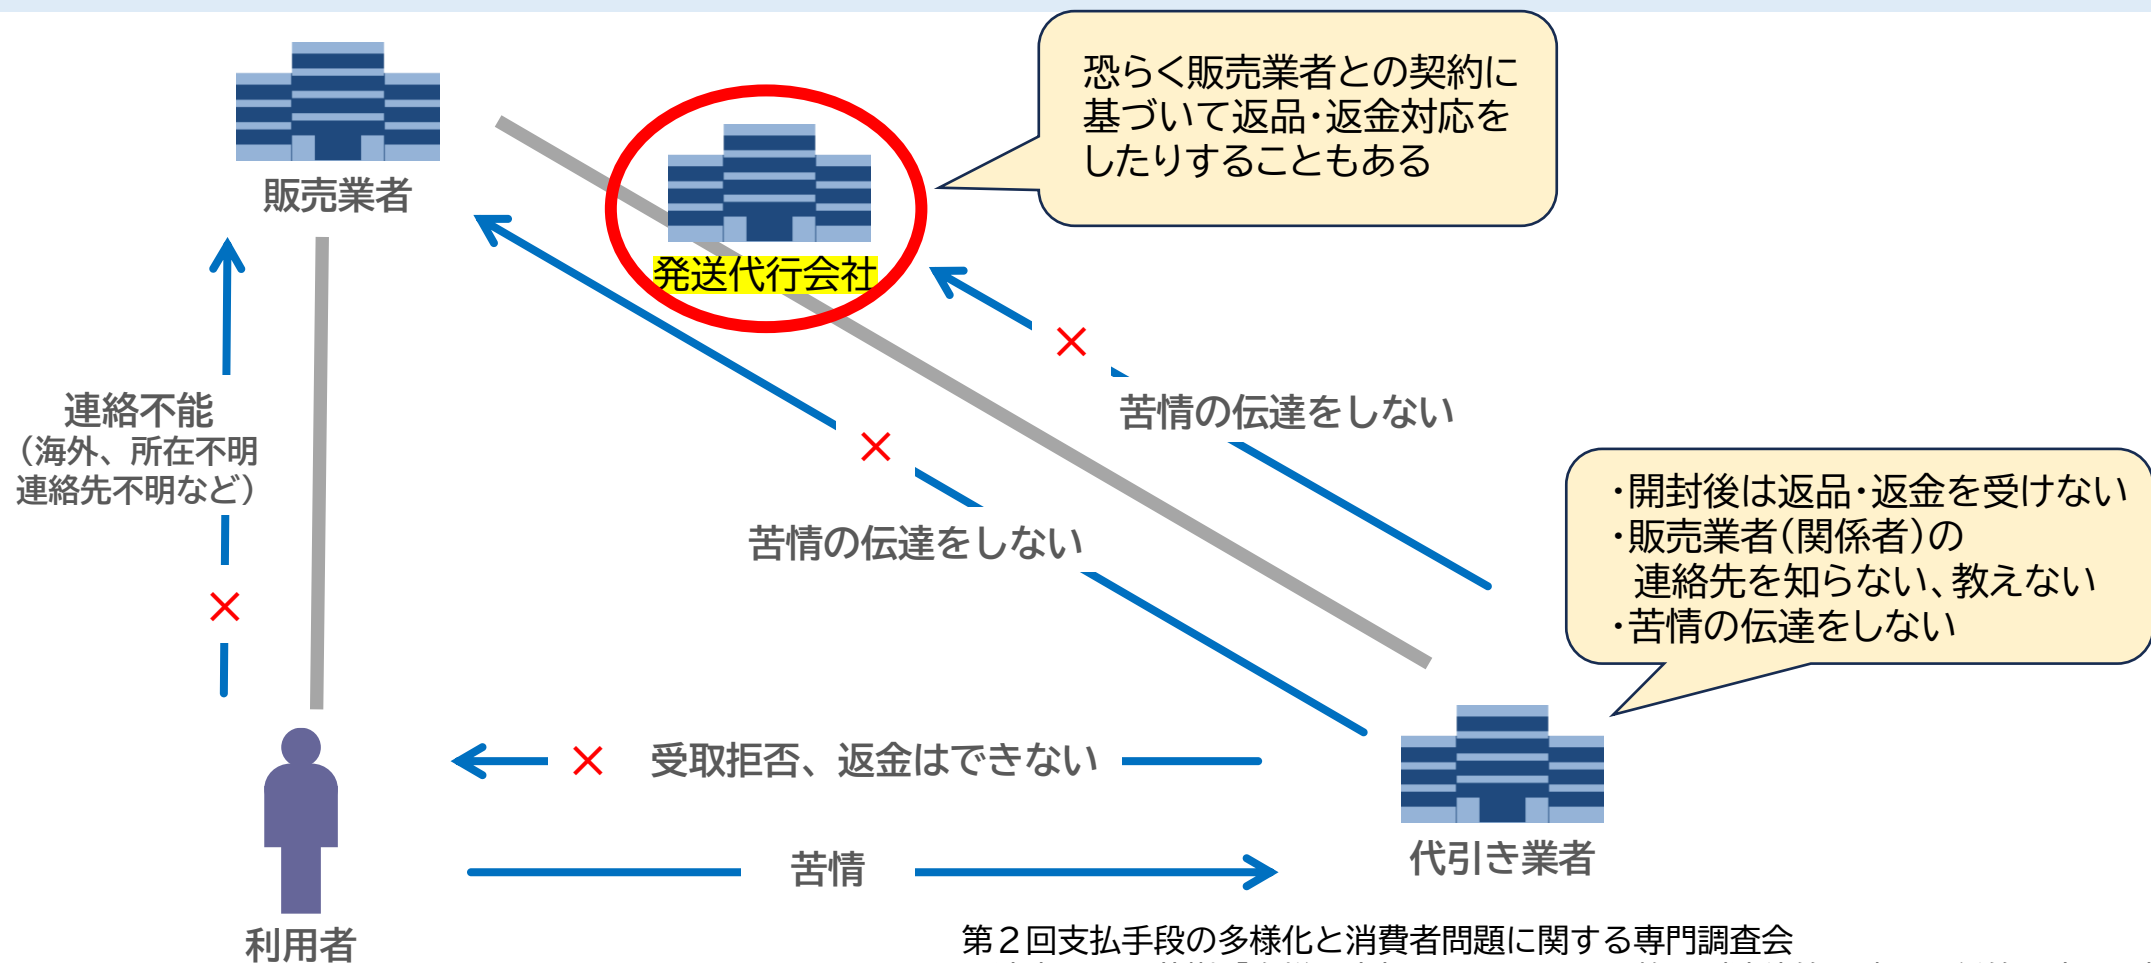 恐らく販売業者との契約に
基づいて返品・返金対応を
したりすることもある
販売業者
発送代行会社
×
連絡不能
（海外、所在不明
連絡先不明など）
苦情の伝達をしない
×
・開封後は返品・返金を受けない
・販売業者(関係者)の
連絡先を知らない、教えない
・苦情の伝達をしない
苦情の伝達をしない
×
× 受取拒否、返金はできない
苦情
代引き業者
利用者
第２回支払手段の多様化と消費者問題に関する専門調査会